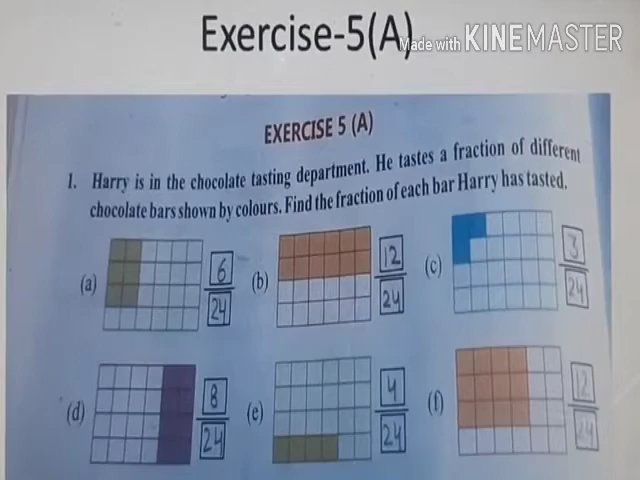 Exercise-5(A)
Made with KINEMASTER
EXERCISE 5 (A)
1. Harry is in the chocolate tasting department. He tastes a fraction of different
chocolate bars shown by colours. Find the fraction of each bar Harry has tasted.
(a) 6/24 (b) 12/24 (c) 3/24
(d) 8/24 (e) 4/24 (f) 12/24